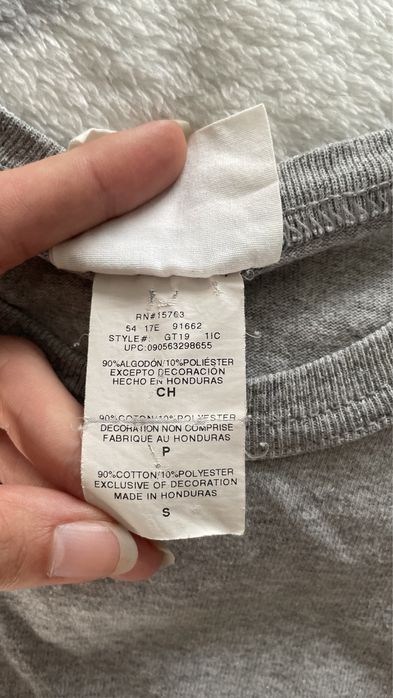 RN#15763
54 17E 91662
STYLE#: GT19 1IC
UPC:090563298655
90%ALGODÓN/10%POLIÉSTER
EXCEPTO DECORACIÓN
HECHO EN HONDURAS
CH
90%COTON/10%POLYESTER
DECORATION NON COMPRISE
FABRIQUÉ AU HONDURAS
P
90%COTTON/10%POLYESTER
EXCLUSIVE OF DECORATION
MADE IN HONDURAS
S